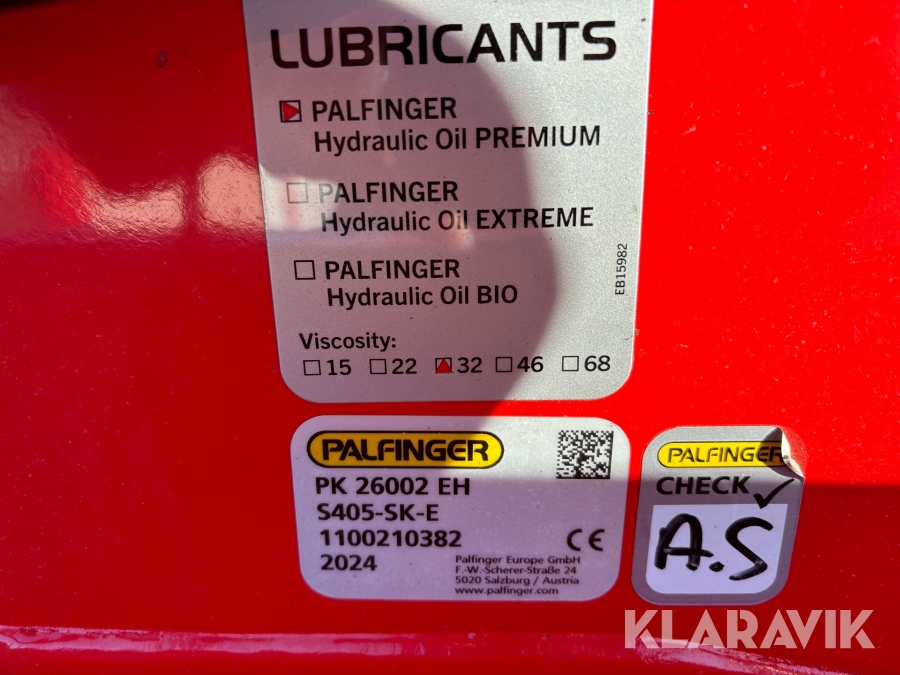 LUBRICANTS
PALFINGER
Hydraulic Oil PREMIUM
PALFINGER
Hydraulic Oil EXTREME
PALFINGER
Hydraulic Oil BIO
EB15982
Viscosity:
15 22 32 46 68
PALFINGER
PK 26002 EH
S405-SK-E
1100210382
2024
CE
Palfinger Europe GmbH
F.-W.-Scherer-Straße 24
5020 Salzburg / Austria
www.palfinger.com
PALFINGER
CHECK
A.S
KLARAVIK